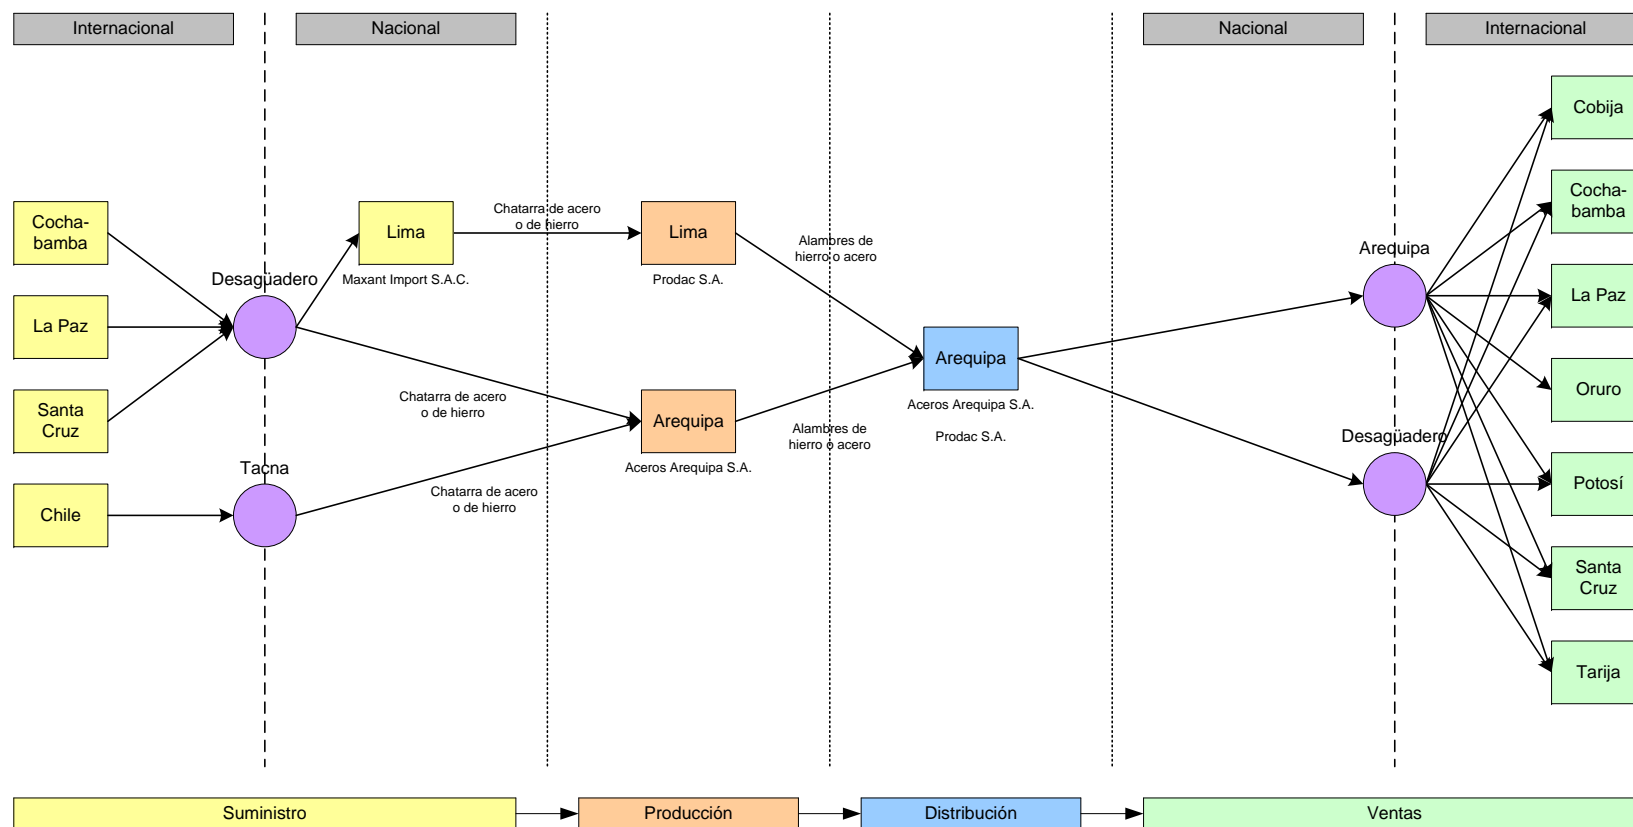 Internacional
Nacional
Nacional
Internacional
Cobija
Cocha-
bamba
Lima
Maxant Import S.A.C.
Chatarra de acero
o de hierro
Lima
Prodac S.A.
Alambres de
hierro o acero
Arequipa
Cocha-
bamba
Desagüadero
La Paz
La Paz
Arequipa
Aceros Arequipa S.A.
Prodac S.A.
Oruro
Santa
Cruz
Chatarra de acero
o de hierro
Arequipa
Aceros Arequipa S.A.
Alambres de
hierro o acero
Desagüadero
Potosí
Tacna
Chile
Chatarra de acero
o de hierro
Santa
Cruz
Tarija
Suministro
Producción
Distribución
Ventas